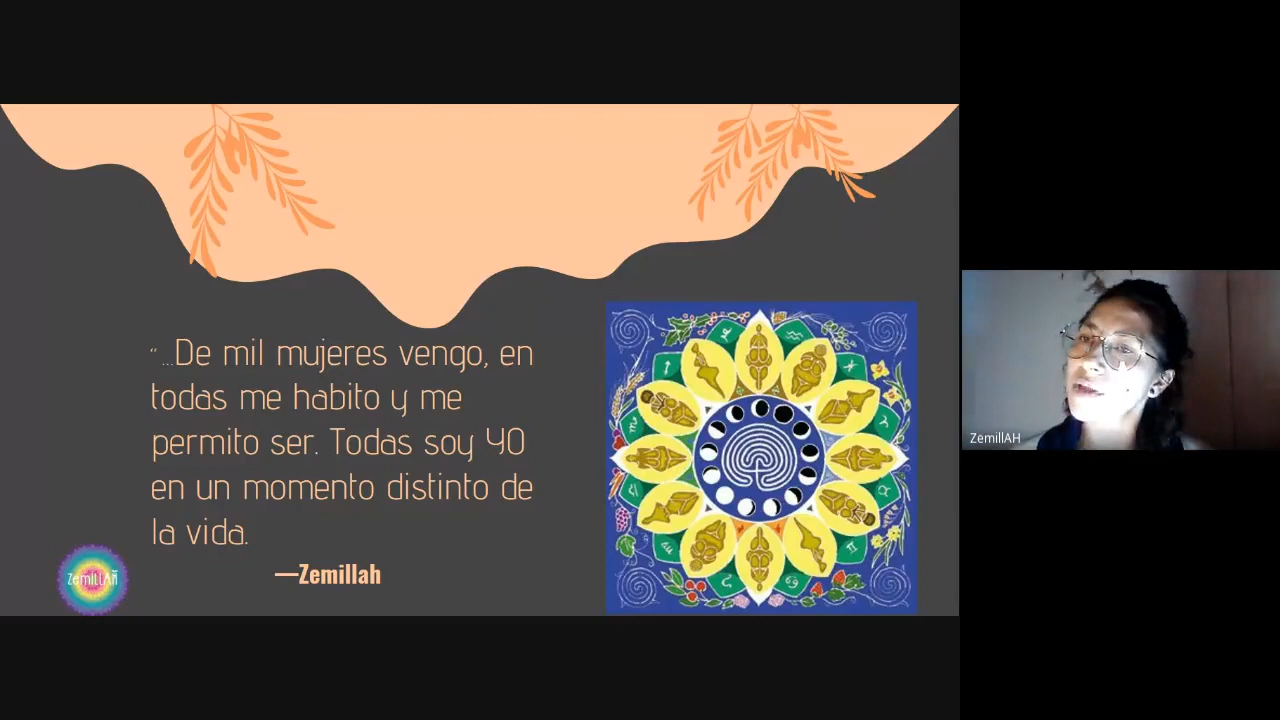 “ ...De mil mujeres vengo, en
todas me habito y me
permito ser. Todas soy YO
en un momento distinto de
la vida.
—Zemillah
ZemillAH
ZemillAH